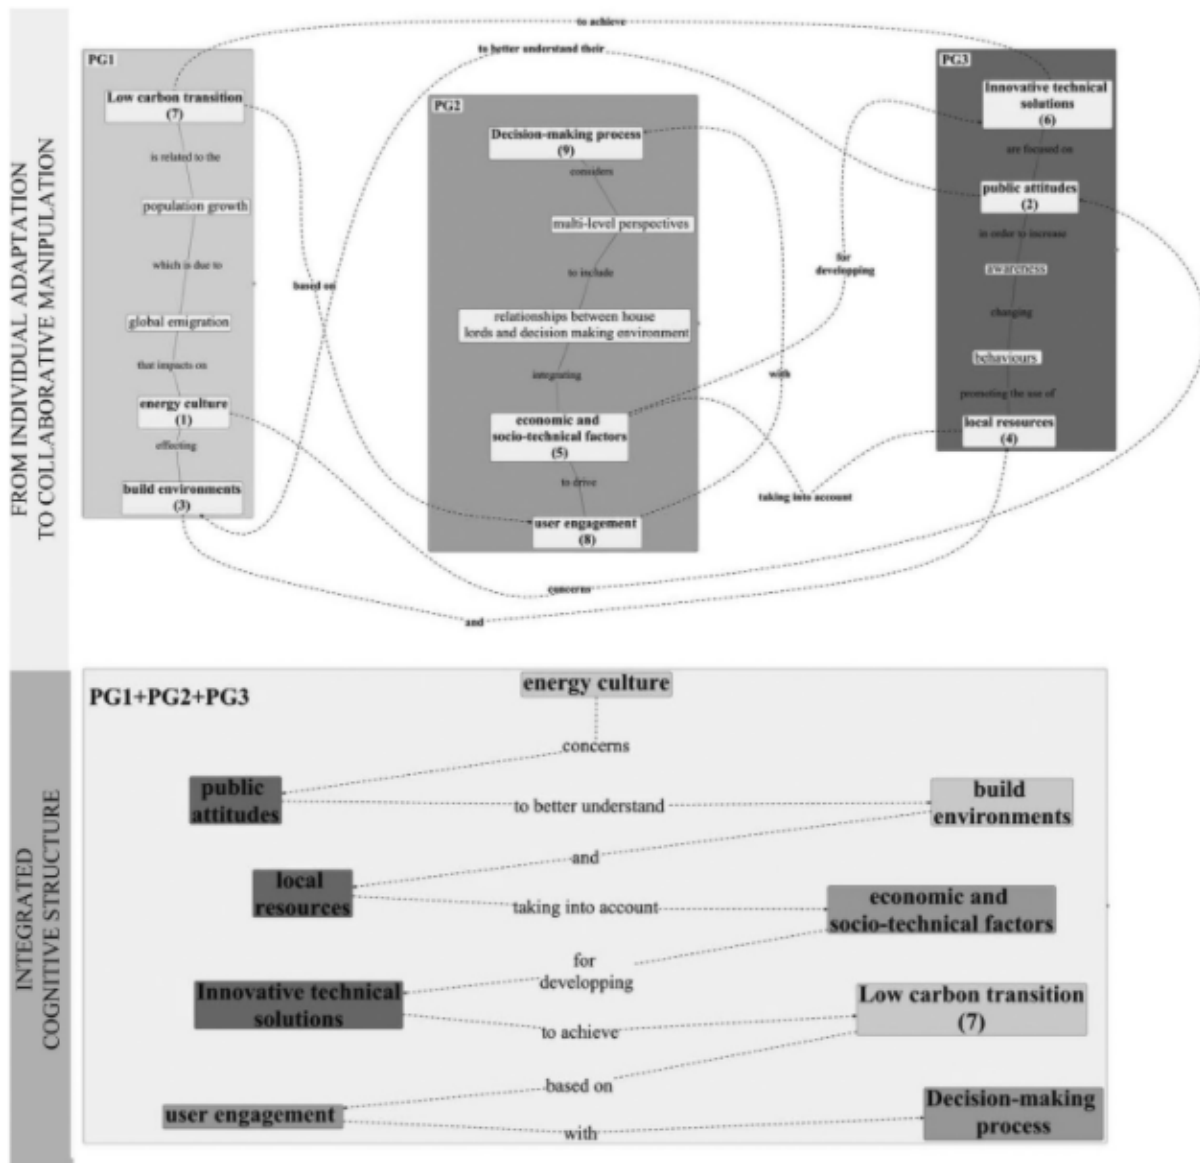 FROM INDIVIDUAL ADAPTATION
TO COLLABORATIVE MANIPULATION
to achieve
to better understand their
PG1
Low carbon transition
(7)
is related to the
population growth
which is due to
global emigration
that impacts on
energy culture
(1)
effecting
build environments
(3)
based on
PG2
Decision-making process
(9)
considers
multi-level perspectives
to include
relationships between house
lords and decision making environment
integrating
economic and
socio-technical factors
(5)
to drive
user engagement
(8)
for
developping
with
taking into account
PG3
Innovative technical
solutions
(6)
are focused on
public attitudes
(2)
in order to increase
awareness
changing
behaviours
promoting the use of
local resources
(4)
concerns
and
INTEGRATED
COGNITIVE STRUCTURE
PG1+PG2+PG3
energy culture
concerns
public
attitudes
to better understand
build
environments
and
local
resources
taking into account
economic and
socio-technical factors
for
developping
Innovative technical
solutions
to achieve
Low carbon transition
(7)
based on
user engagement
with
Decision-making
process